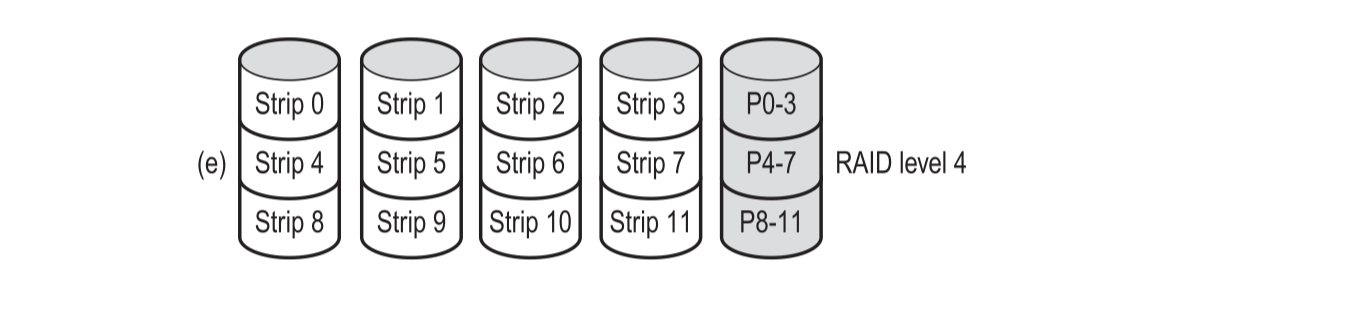 Strip 0 Strip 1 Strip 2 Strip 3 P0-3
(e) Strip 4 Strip 5 Strip 6 Strip 7 P4-7 RAID level 4
Strip 8 Strip 9 Strip 10 Strip 11 P8-11